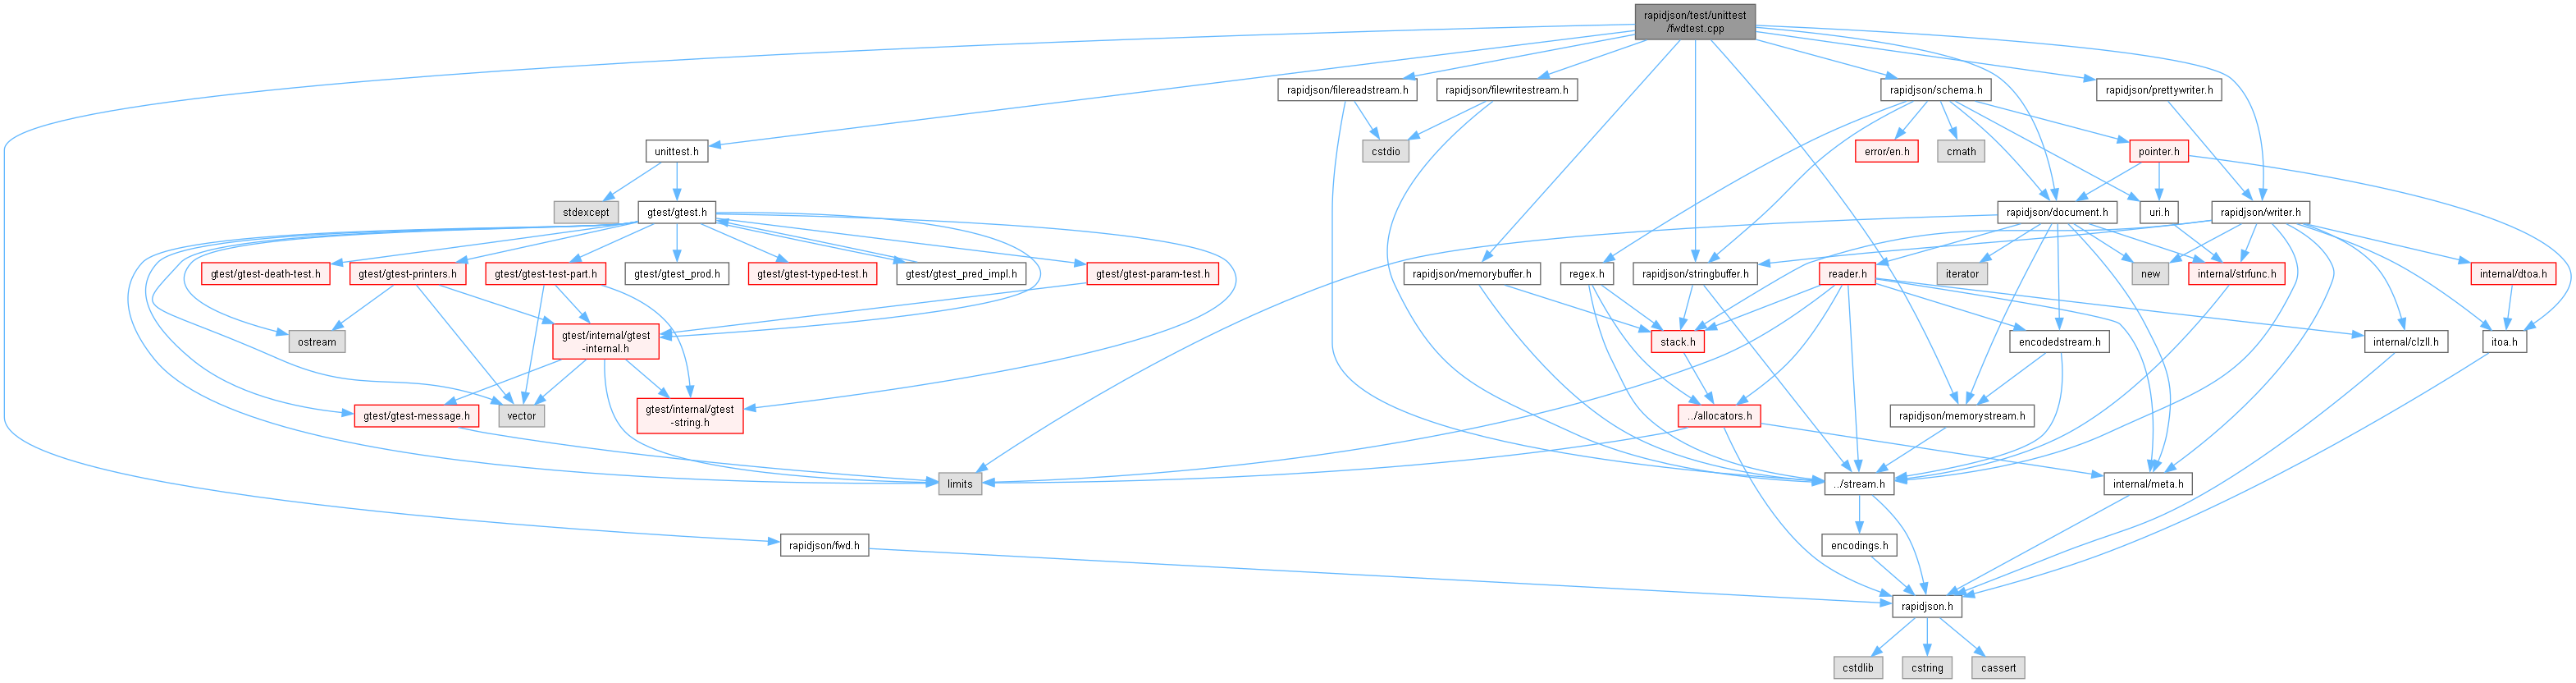 rapidjson/test/unittest
/fwdtest.cpp
rapidjson/filereadstream.h
rapidjson/filewritestream.h
rapidjson/schema.h
rapidjson/prettywriter.h
unittest.h
cstdio
error/en.h
cmath
pointer.h
stdexcept
gtest/gtest.h
rapidjson/document.h
uri.h
rapidjson/writer.h
gtest/gtest-death-test.h
gtest/gtest-printers.h
gtest/gtest-test-part.h
gtest/gtest_prod.h
gtest/gtest-typed-test.h
gtest/gtest_pred_impl.h
gtest/gtest-param-test.h
rapidjson/memorybuffer.h
regex.h
rapidjson/stringbuffer.h
reader.h
iterator
new
internal/strfunc.h
internal/dtoa.h
ostream
gtest/internal/gtest
-internal.h
stack.h
encodedstream.h
internal/clzll.h
itoa.h
gtest/gtest-message.h
vector
gtest/internal/gtest
-string.h
../allocators.h
rapidjson/memorystream.h
limits
../stream.h
internal/meta.h
rapidjson/fwd.h
encodings.h
rapidjson.h
cstdlib
cstring
cassert